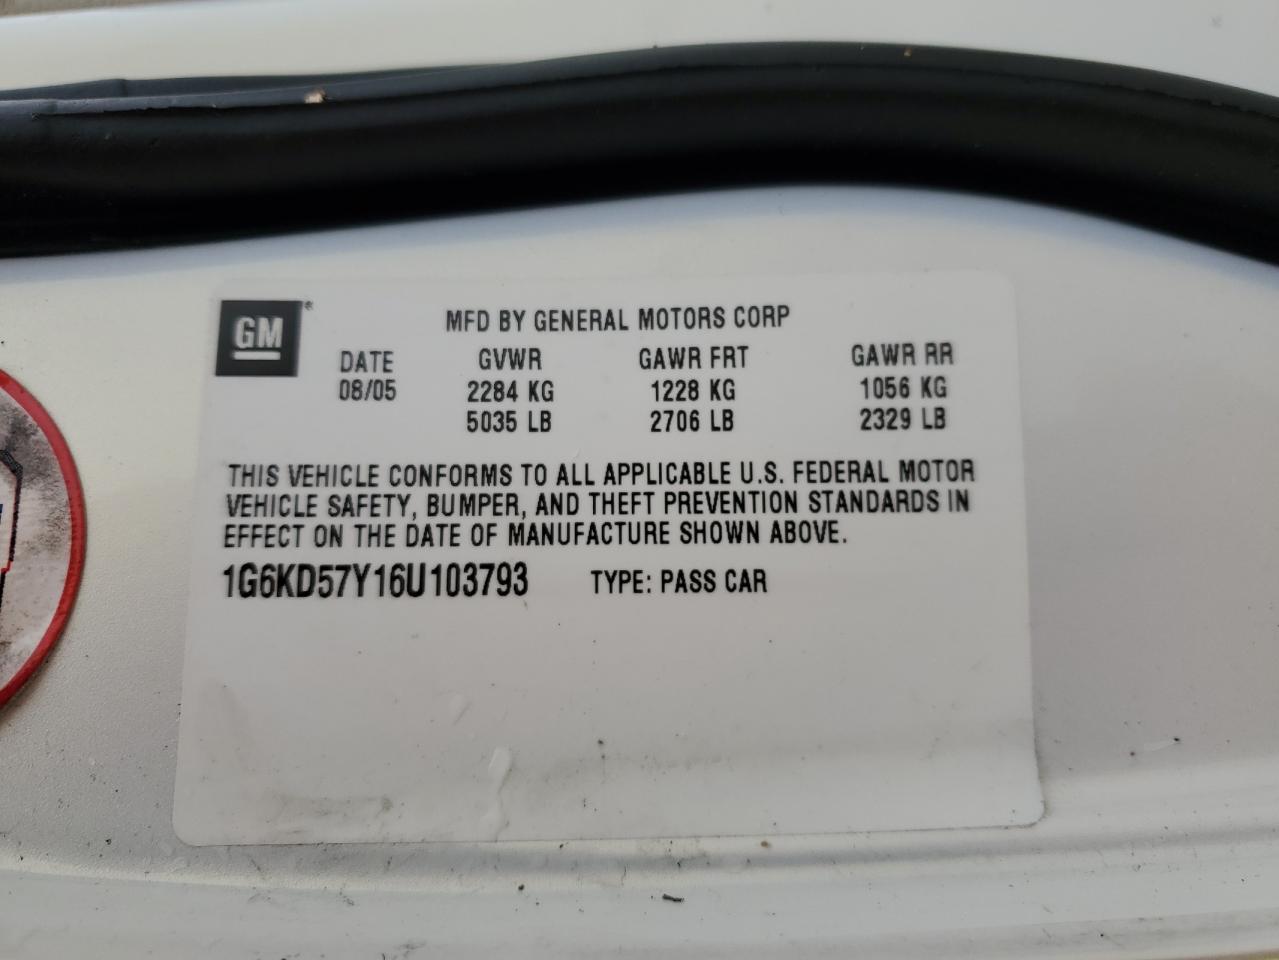 GM®
MFD BY GENERAL MOTORS CORP
DATE GVWR GAWR FRT GAWR RR
08/05 2284 KG 1228 KG 1056 KG
5035 LB 2706 LB 2329 LB
THIS VEHICLE CONFORMS TO ALL APPLICABLE U.S. FEDERAL MOTOR
VEHICLE SAFETY, BUMPER, AND THEFT PREVENTION STANDARDS IN
EFFECT ON THE DATE OF MANUFACTURE SHOWN ABOVE.
1G6KD57Y16U103793 TYPE: PASS CAR